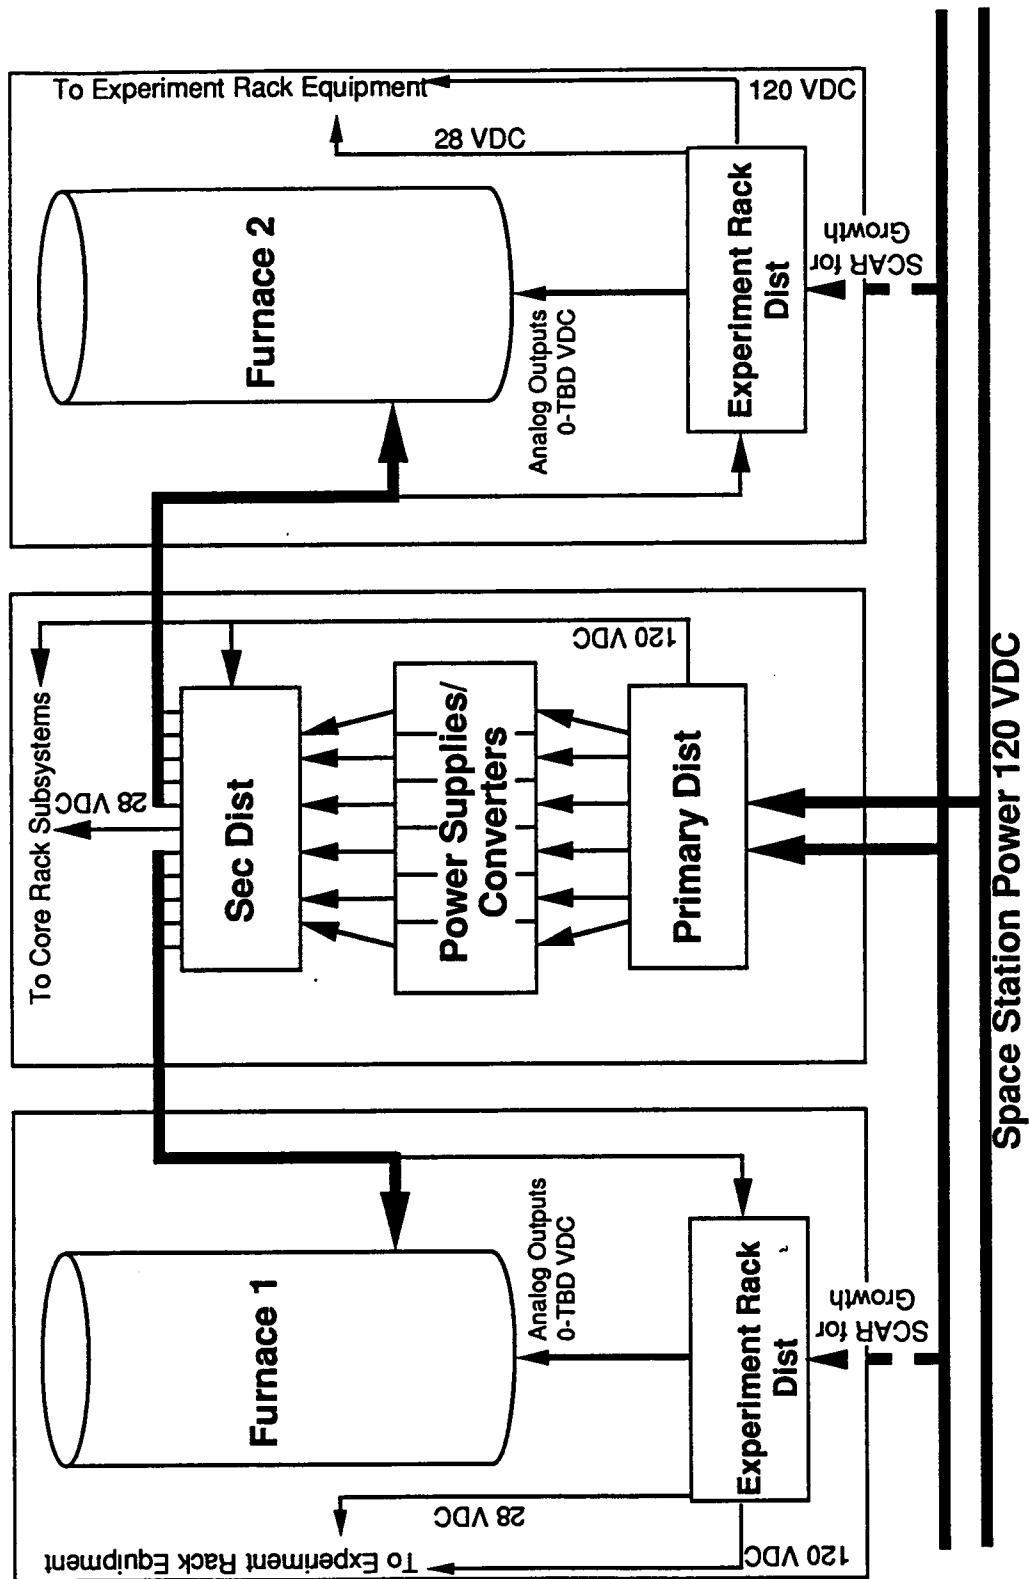 To Experiment Rack Equipment
120 VDC
28 VDC
Furnace 2
Analog Outputs
0-TBD VDC
Experiment Rack
Dist
SCAR for
Growth
To Core Rack Subsystems
28 VDC
120 VDC
Sec Dist
Power Supplies/
Converters
Primary Dist
Furnace 1
Analog Outputs
0-TBD VDC
Experiment Rack
Dist
SCAR for
Growth
28 VDC
To Experiment Rack Equipment
120 VDC
Space Station Power 120 VDC